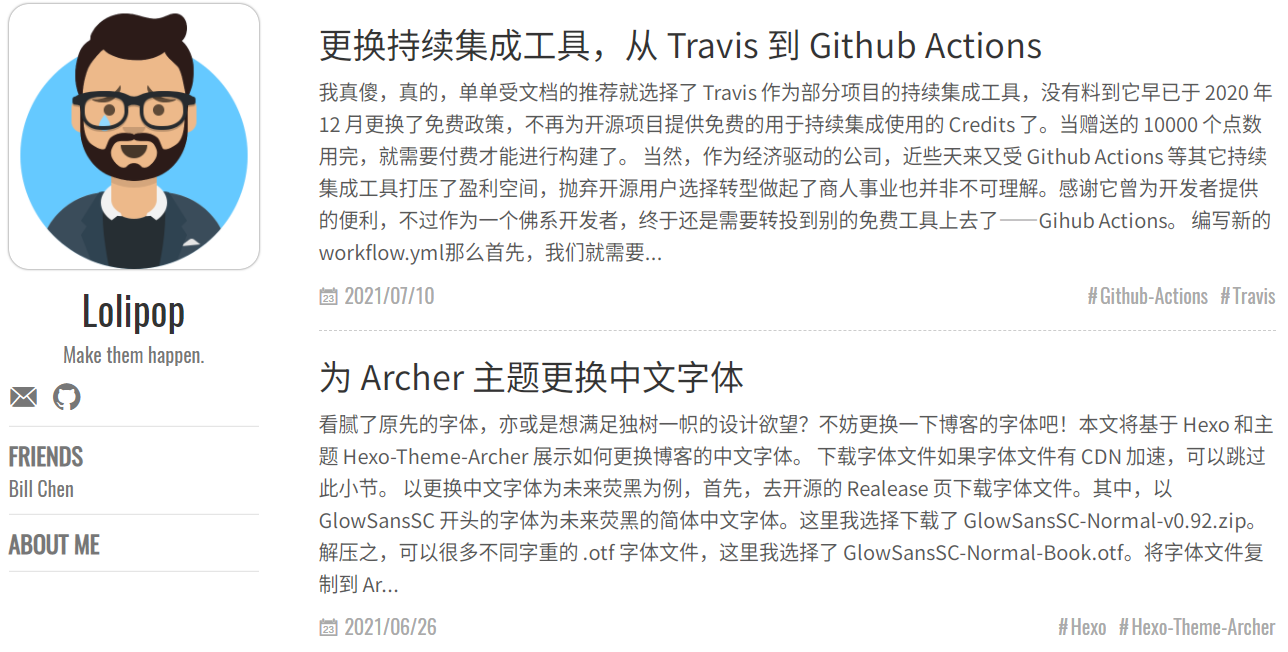 Lolipop
Make them happen.
FRIENDS
Bill Chen
ABOUT ME
更换持续集成工具，从 Travis 到 Github Actions
我真傻，真的，单单受文档的推荐就选择了 Travis 作为部分项目的持续集成工具，没有料到它早已于 2020 年
12 月更换了免费政策，不再为开源项目提供免费的用于持续集成使用的 Credits 了。当赠送的 10000 个点数
用完，就需要付费才能进行构建了。 当然，作为经济驱动的公司，近些天来又受 Github Actions 等其它持续
集成工具打压了盈利空间，抛弃开源用户选择转型做起了商人事业也并非不可理解。感谢它曾为开发者提供
的便利，不过作为一个佛系开发者，终于还是需要转投到别的免费工具上去了——Gihub Actions。 编写新的
workflow.yml那么首先，我们就需要...
23 2021/07/10 #Github-Actions #Travis
为 Archer 主题更换中文字体
看腻了原先的字体，亦或是想满足独树一帜的设计欲望？不妨更换一下博客的字体吧！本文将基于 Hexo 和主
题 Hexo-Theme-Archer 展示如何更换博客的中文字体。 下载字体文件如果字体文件有 CDN 加速，可以跳过
此小节。 以更换中文字体为未来荧黑为例，首先，去开源的 Realease 页下载字体文件。其中，以
GlowSansSC 开头的字体为未来荧黑的简体中文字体。这里我选择下载了 GlowSansSC-Normal-v0.92.zip。
解压之，可以很多不同字重的 .otf 字体文件，这里我选择了 GlowSansSC-Normal-Book.otf。将字体文件复
制到 Ar...
23 2021/06/26 #Hexo #Hexo-Theme-Archer